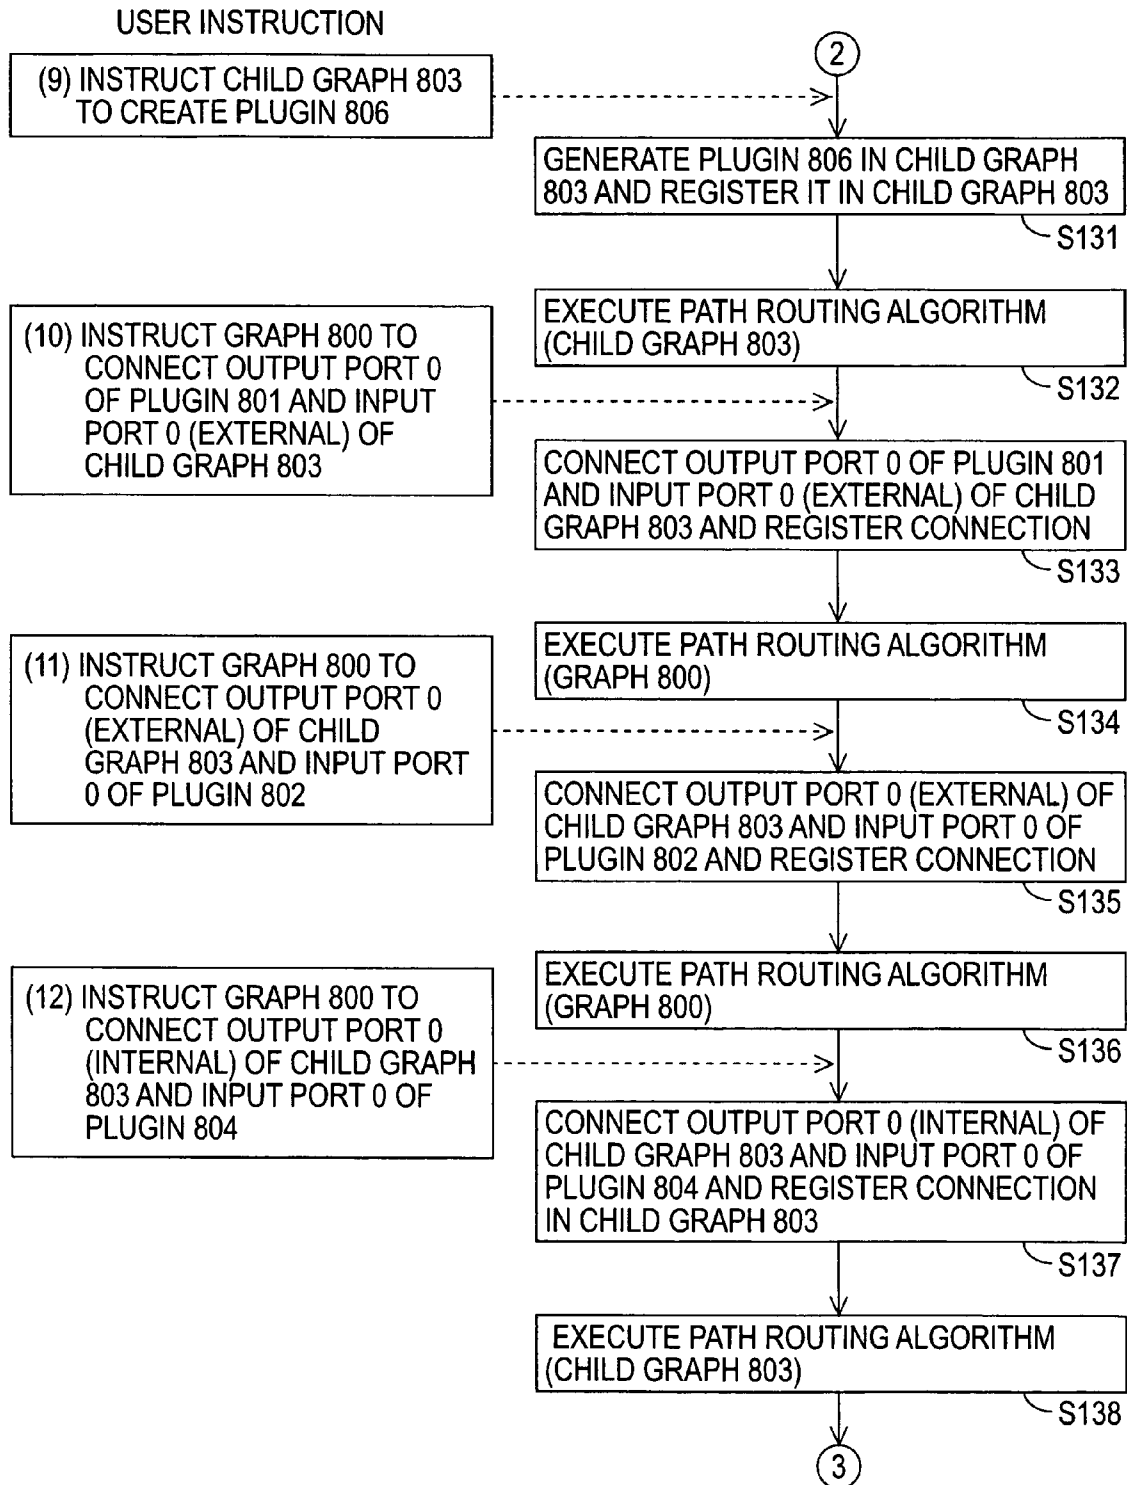 USER INSTRUCTION
2
(9) INSTRUCT CHILD GRAPH 803
TO CREATE PLUGIN 806
GENERATE PLUGIN 806 IN CHILD GRAPH
803 AND REGISTER IT IN CHILD GRAPH 803
S131
EXECUTE PATH ROUTING ALGORITHM
(CHILD GRAPH 803)
S132
(10) INSTRUCT GRAPH 800 TO
CONNECT OUTPUT PORT 0
OF PLUGIN 801 AND INPUT
PORT 0 (EXTERNAL) OF
CHILD GRAPH 803
CONNECT OUTPUT PORT 0 OF PLUGIN 801
AND INPUT PORT 0 (EXTERNAL) OF CHILD
GRAPH 803 AND REGISTER CONNECTION
S133
EXECUTE PATH ROUTING ALGORITHM
(GRAPH 800)
S134
(11) INSTRUCT GRAPH 800 TO
CONNECT OUTPUT PORT 0
(EXTERNAL) OF CHILD
GRAPH 803 AND INPUT PORT
0 OF PLUGIN 802
CONNECT OUTPUT PORT 0 (EXTERNAL) OF
CHILD GRAPH 803 AND INPUT PORT 0 OF
PLUGIN 802 AND REGISTER CONNECTION
S135
EXECUTE PATH ROUTING ALGORITHM
(GRAPH 800)
S136
(12) INSTRUCT GRAPH 800 TO
CONNECT OUTPUT PORT 0
(INTERNAL) OF CHILD GRAPH
803 AND INPUT PORT 0 OF
PLUGIN 804
CONNECT OUTPUT PORT 0 (INTERNAL) OF
CHILD GRAPH 803 AND INPUT PORT 0 OF
PLUGIN 804 AND REGISTER CONNECTION
IN CHILD GRAPH 803
S137
EXECUTE PATH ROUTING ALGORITHM
(CHILD GRAPH 803)
S138
3